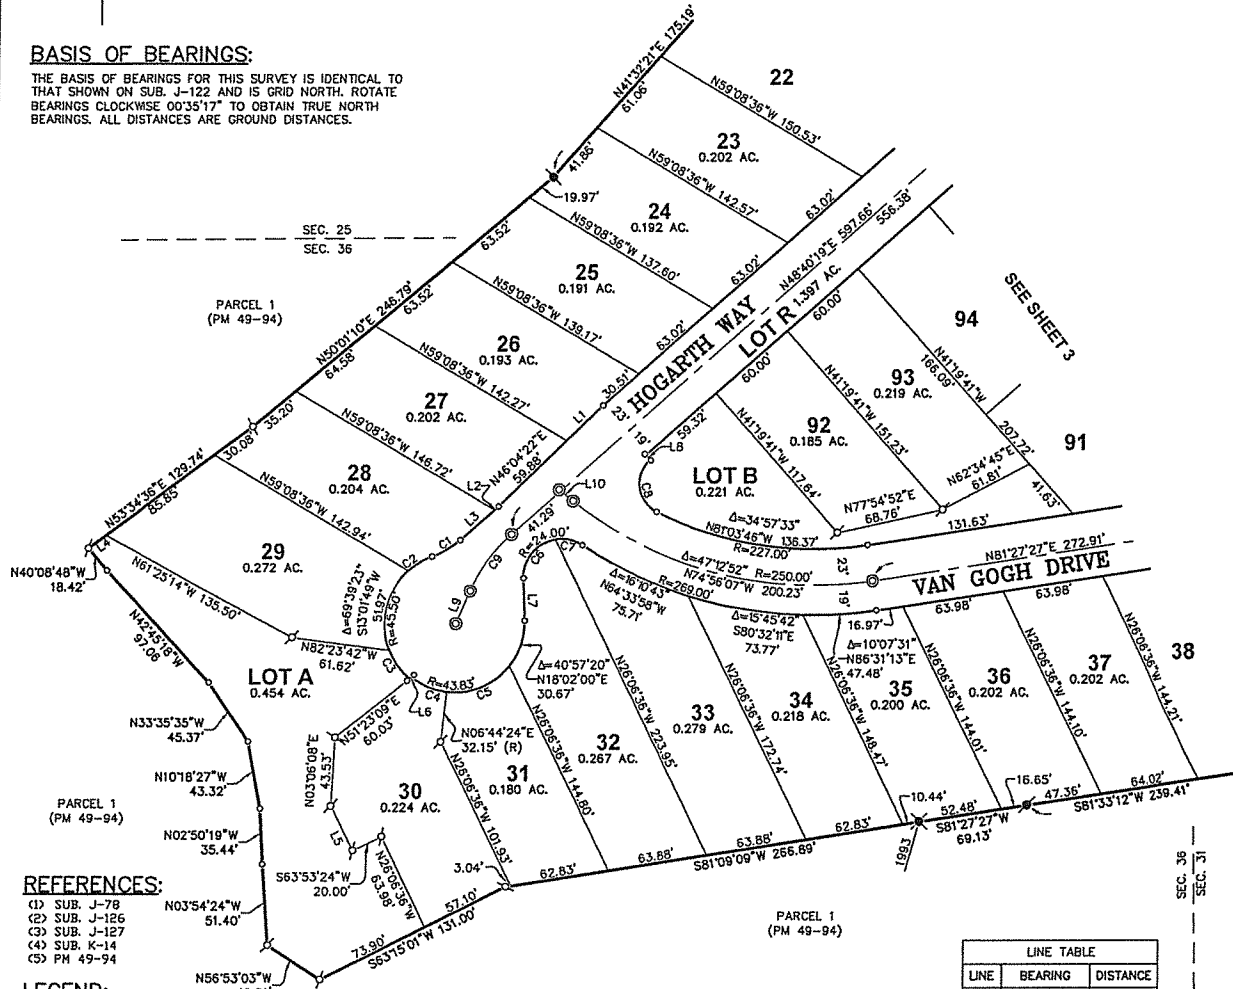 BASIS OF BEARINGS:
THE BASIS OF BEARINGS FOR THIS SURVEY IS IDENTICAL TO
THAT SHOWN ON SUB. J-122 AND IS GRID NORTH. ROTATE
BEARINGS CLOCKWISE 00°35'17" TO OBTAIN TRUE NORTH
BEARINGS. ALL DISTANCES ARE GROUND DISTANCES.
N41°32'21"E 175.19'
61.06'
22
N59°08'36"W 150.53'
23
0.202 AC.
41.86'
N59°08'36"W 142.57'
19.97'
63.02'
24
0.192 AC.
N48°40'19"E 597.66'
556.38'
SEC. 25
SEC. 36
63.52'
N59°08'36"W 137.60'
63.02'
25
0.191 AC.
PARCEL 1
(PM 49-94)
N50°01'10"E 246.79'
63.52'
N59°08'36"W 139.17'
63.02'
HOGARTH WAY
LOT R 1.397 AC.
60.00'
SEE SHEET 3
94
26
0.193 AC.
64.58'
N59°08'36"W 142.27'
30.51'
60.00'
N41°19'41"W
166.09'
93
0.219 AC.
27
0.202 AC.
35.20'
30.08'
N59°08'36"W 146.72'
L1
23'
19'
59.32'
N41°19'41"W 151.23'
207.72'
92
0.185 AC.
91
N53°34'36"E 129.74'
85.85'
28
0.204 AC.
N46°04'22"E
59.88'
L8
LOT B
0.221 AC.
N41°19'41"W 117.64'
N62°34'45"E
61.81'
41.63'
N59°08'36"W 142.94'
L2
L3
L10
C8
N77°54'52"E
68.76'
41.29'
Δ=34°57'33"
N81°03'46"W 136.37'
R=227.00'
131.63'
L4
29
0.272 AC.
C2
C1
R=24.00'
C6
C7
Δ=47°12'52" R=250.00'
N74°56'07"W 200.23'
23'
19'
N81°27'27"E 272.91'
VAN GOGH DRIVE
N40°08'48"W
18.42'
N61°25'14"W 135.50'
Δ=69°39'23"
S13°01'49"W
51.97'
R=45.50'
C9
L9
L7
Δ=16°10'43"
R=269.00'
N64°33'58"W
75.71'
Δ=15°45'42"
S80°32'11"E
73.77'
16.97'
63.98'
63.98'
N42°45'18"W
97.06
N82°23'42"W
61.62'
Δ=10°07'31"
N86°31'13"E
47.48'
38
LOT A
0.454 AC.
C3
R=43.83'
C4
C5
L6
Δ=40°57'20"
N18°02'00"E
30.67'
N26°06'36"W 223.95'
N26°06'36"W 172.74'
N26°06'36"W 148.47'
N26°06'36"W 144.01'
N26°06'36"W 144.10'
N26°06'36"W 144.21'
37
0.202 AC.
36
0.202 AC.
35
0.200 AC.
34
0.218 AC.
33
0.279 AC.
32
0.267 AC.
N33°35'35"W
45.37'
N51°23'09"E
60.03'
N06°44'24"E
32.15' (R)
N03°06'08"E
43.53'
N10°18'27"W
43.32'
31
0.180 AC.
N26°06'36"W 144.80'
N26°06'36"W 101.93'
30
0.224 AC.
PARCEL 1
(PM 49-94)
N02°50'19"W
35.44'
L5
S63°53'24"W
20.00'
N26°06'36"W
63.98'
3.04'
62.83'
63.88'
63.88'
62.83'
S81°09'09"W 266.89'
10.44'
1993
52.48'
S81°27'27"W
69.13'
16.65'
47.36'
64.02'
S81°33'12"W 239.41'
SEC. 36
SEC. 31
REFERENCES:
(1) SUB. J-78
(2) SUB. J-126
(3) SUB. J-127
(4) SUB. K-14
(5) PM 49-94
N03°54'24"W
51.40'
57.10'
73.90'
S63°15'01"W 131.00'
PARCEL 1
(PM 49-94)
N56°53'03"W
LEGEND:
LINE TABLE
LINE BEARING DISTANCE